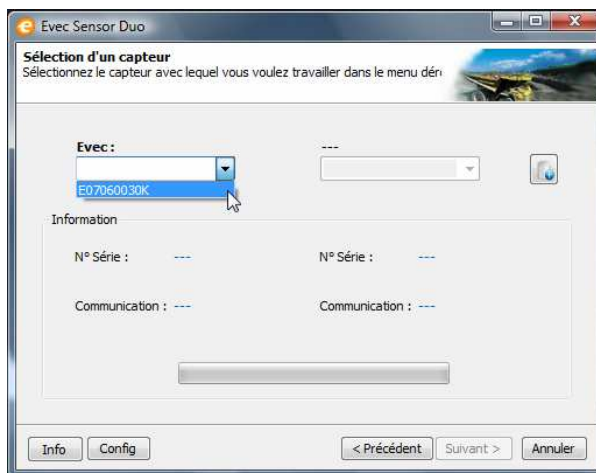 Evec Sensor Duo
Sélection d'un capteur
Sélectionnez le capteur avec lequel vous voulez travailler dans le menu déro
Evec :
---
E07060030K
Information
N° Série : ---
N° Série : ---
Communication : ---
Communication : ---
Info
Config
< Précédent
Suivant >
Annuler